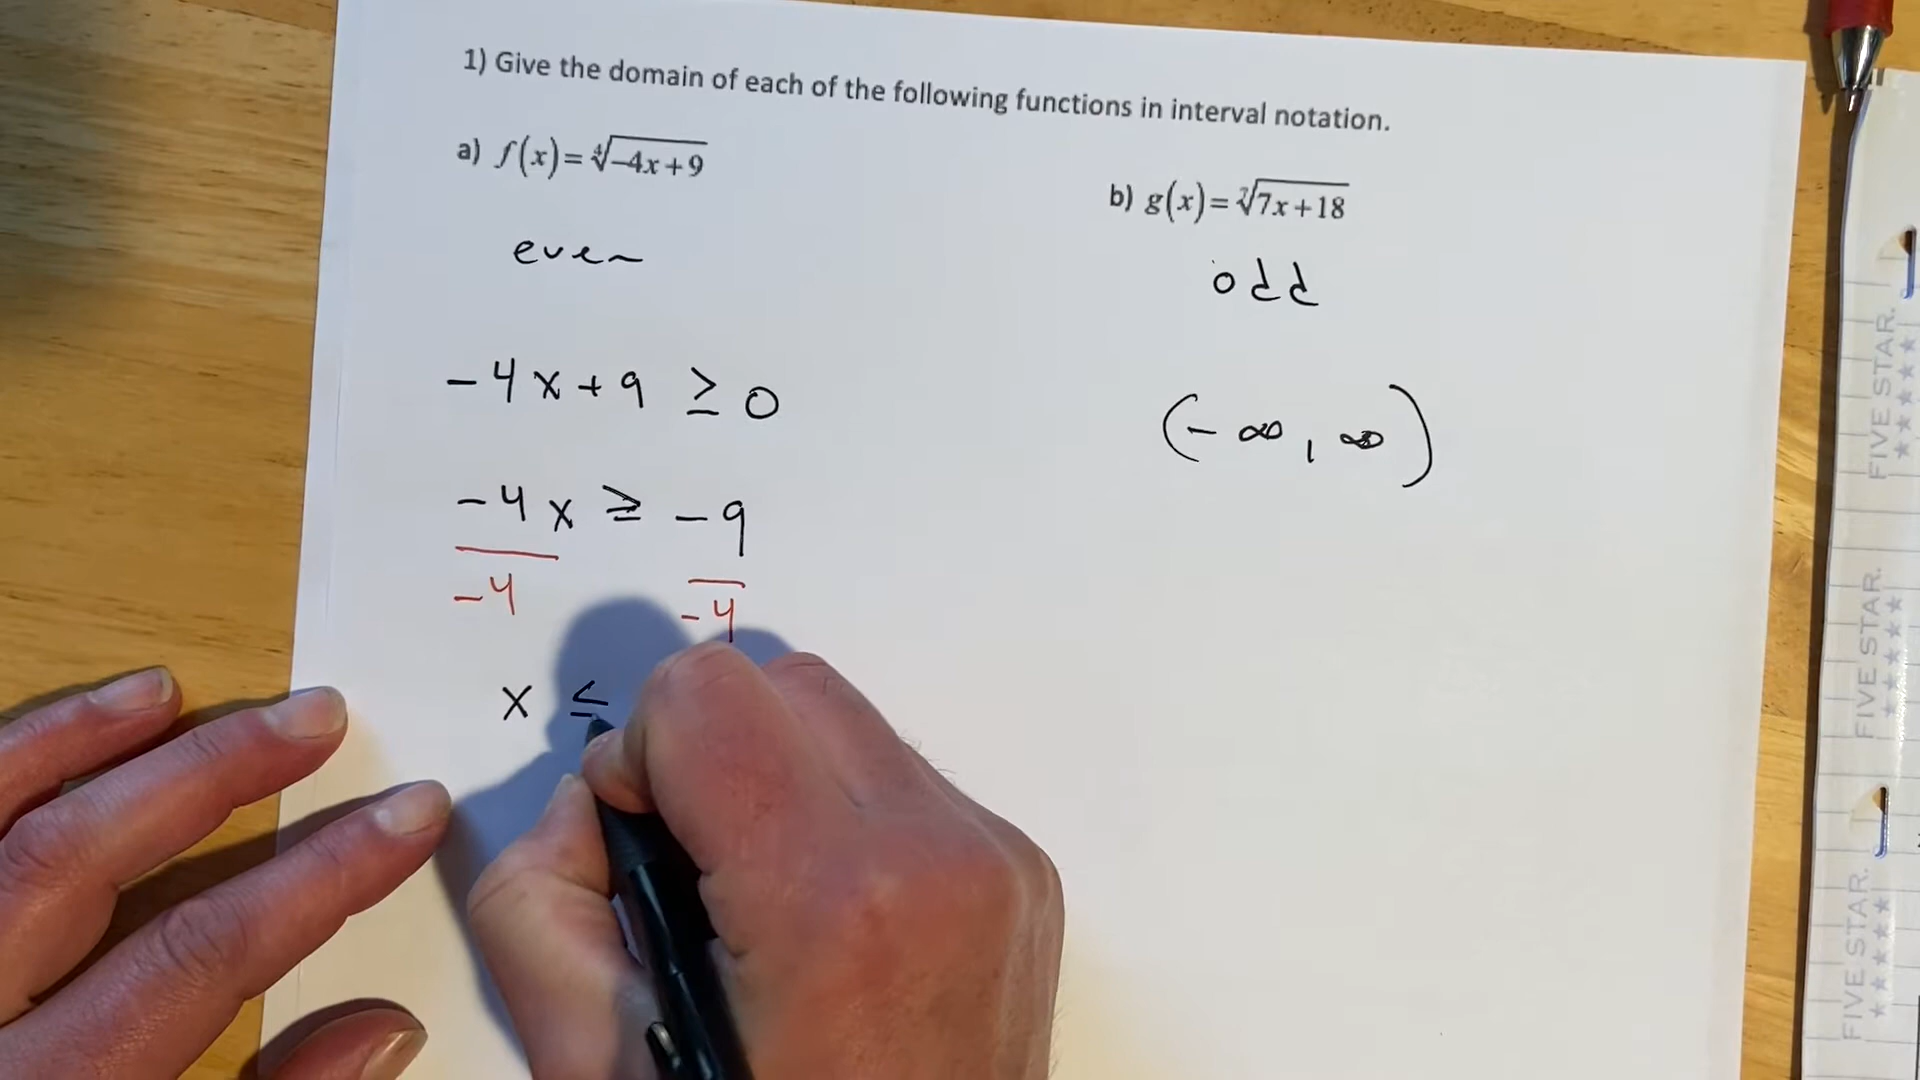 1) Give the domain of each of the following functions in interval notation.
a) f(x) = ∜(-4x+9)
even
-4x+9 ≥ 0
-4x ≥ -9
-4 -4
x ≤
b) g(x) = ⁷√(7x+18)
odd
(-∞, ∞)
FIVE STAR.
FIVE STAR.
FIVE STAR.